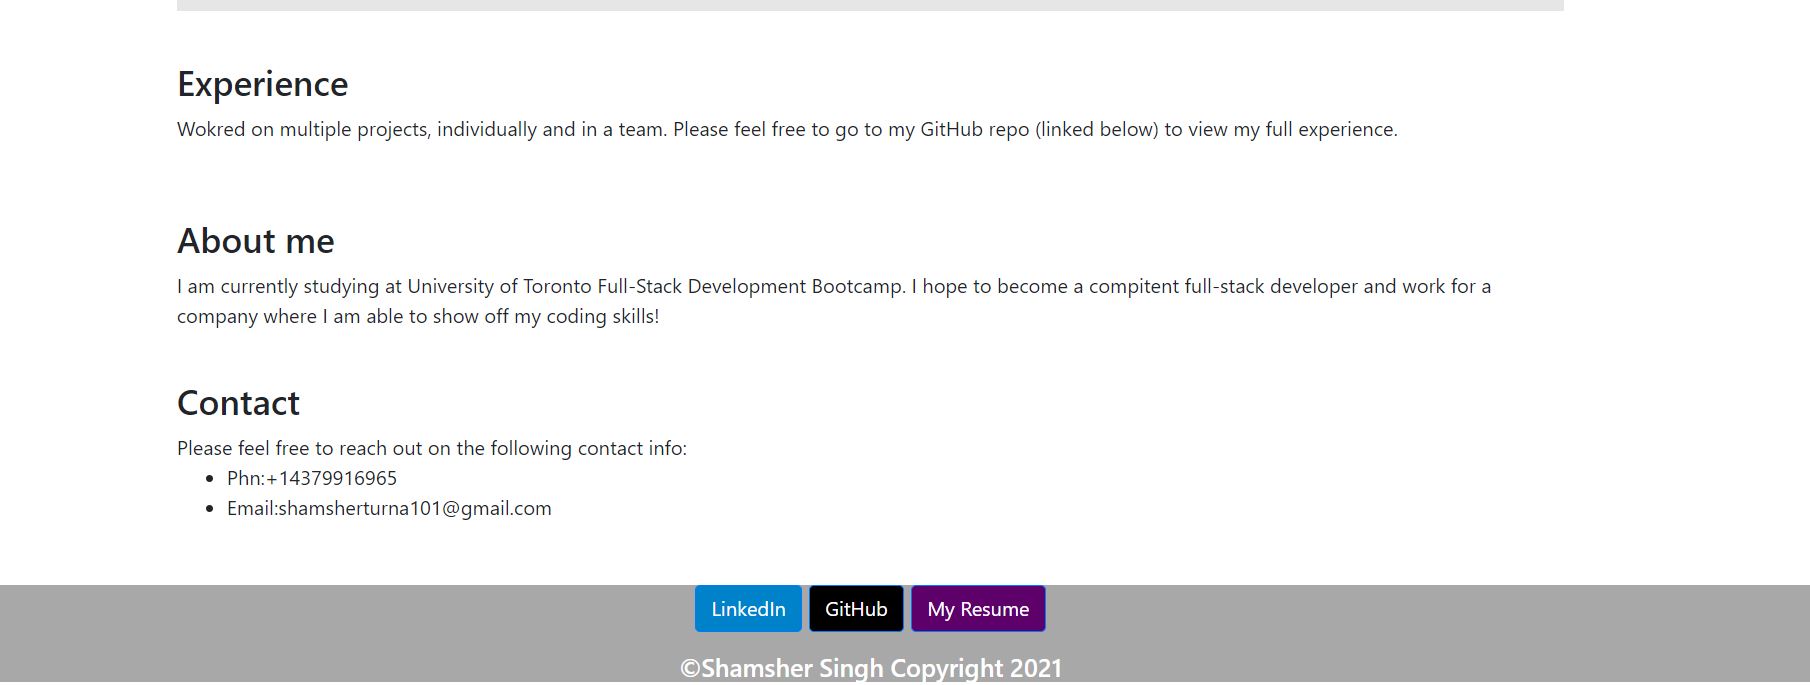 Experience
Wokred on multiple projects, individually and in a team. Please feel free to go to my GitHub repo (linked below) to view my full experience.
About me
I am currently studying at University of Toronto Full-Stack Development Bootcamp. I hope to become a compitent full-stack developer and work for a
company where I am able to show off my coding skills!
Contact
Please feel free to reach out on the following contact info:
• Phn:+14379916965
• Email:shamsherturna101@gmail.com
LinkedIn GitHub My Resume
©Shamsher Singh Copyright 2021